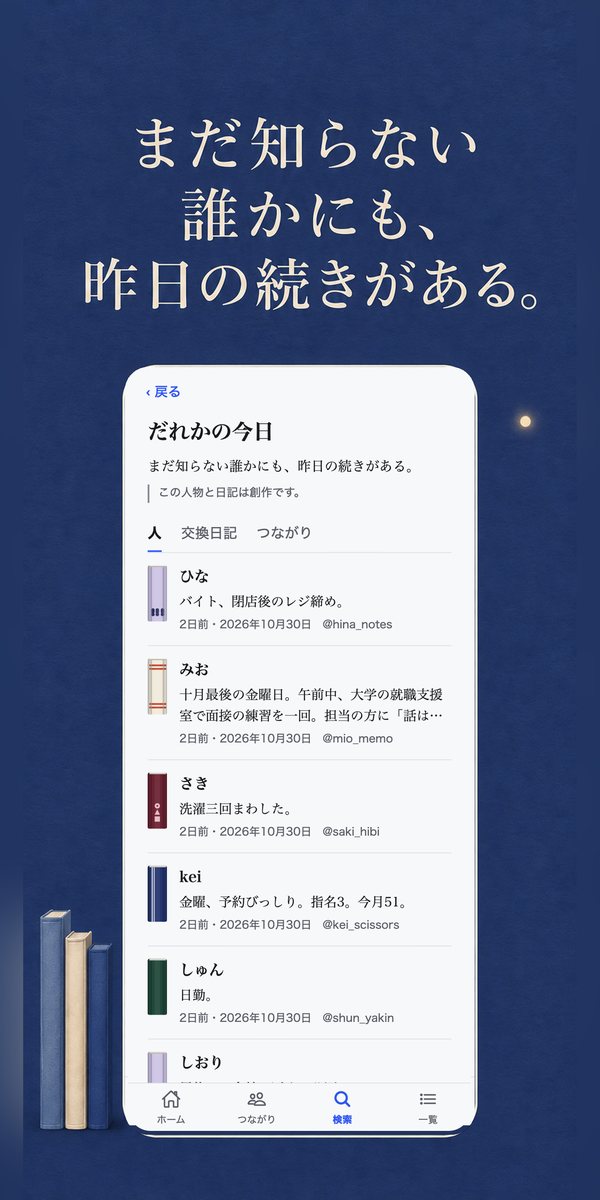 まだ知らない
誰かにも、
昨日の続きがある。
‹ 戻る
だれかの今日
まだ知らない誰かにも、昨日の続きがある。
この人物と日記は創作です。
人 交換日記 つながり
ひな
バイト、閉店後のレジ締め。
2日前・2026年10月30日 @hina_notes
みお
十月最後の金曜日。午前中、大学の就職支援
室で面接の練習を一回。担当の方に「話は…
2日前・2026年10月30日 @mio_memo
さき
洗濯三回まわした。
2日前・2026年10月30日 @saki_hibi
kei
金曜、予約びっしり。指名3。今月51。
2日前・2026年10月30日 @kei_scissors
しゅん
日勤。
2日前・2026年10月30日 @shun_yakin
しおり
ホーム つながり 検索 一覧